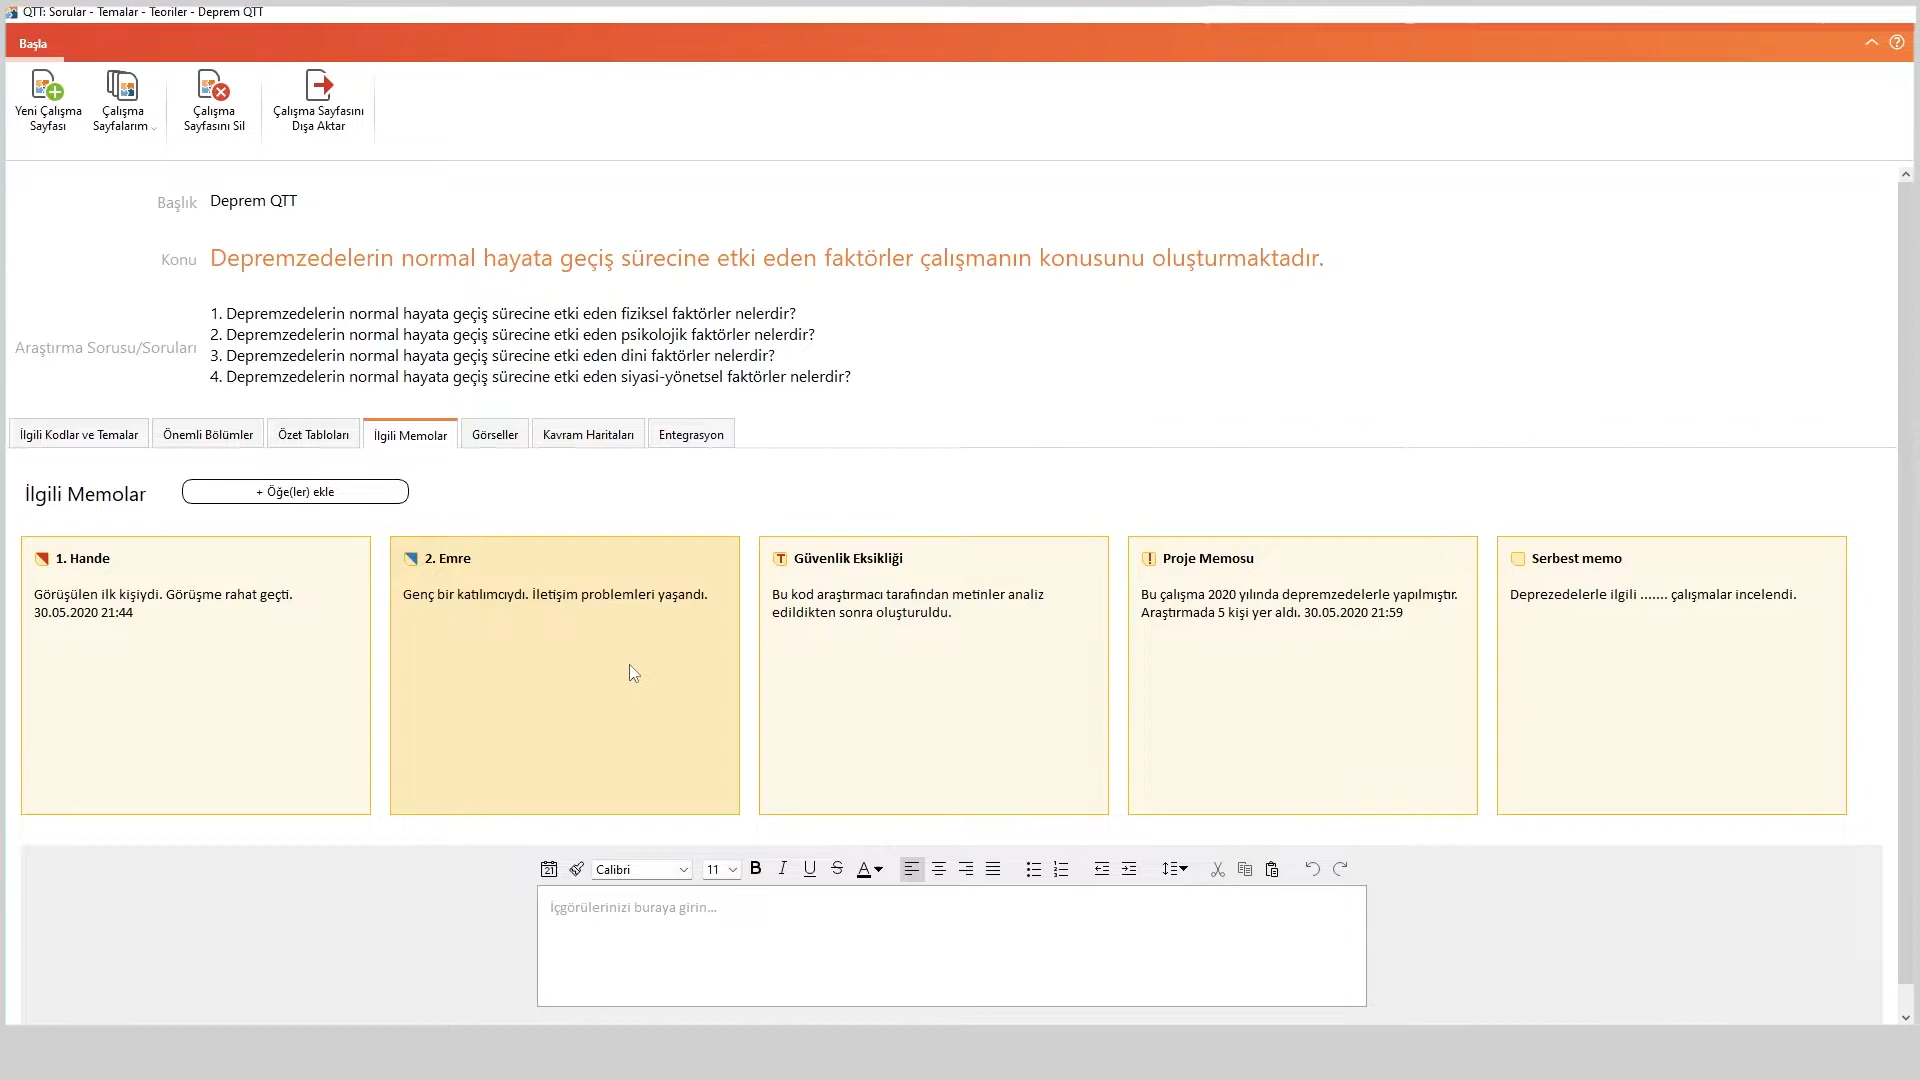 QTT: Sorular - Temalar - Teoriler - Deprem QTT
Başla
Yeni Çalışma
Sayfası
Çalışma
Sayfalarım
Çalışma
Sayfasını Sil
Çalışma Sayfasını
Dışa Aktar
Başlık Deprem QTT
Konu Depremzedelerin normal hayata geçiş sürecine etki eden faktörler çalışmanın konusunu oluşturmaktadır.
Araştırma Sorusu/Soruları
1. Depremzedelerin normal hayata geçiş sürecine etki eden fiziksel faktörler nelerdir?
2. Depremzedelerin normal hayata geçiş sürecine etki eden psikolojik faktörler nelerdir?
3. Depremzedelerin normal hayata geçiş sürecine etki eden dini faktörler nelerdir?
4. Depremzedelerin normal hayata geçiş sürecine etki eden siyasi-yönetsel faktörler nelerdir?
İlgili Kodlar ve Temalar
Önemli Bölümler
Özet Tabloları
İlgili Memolar
Görseller
Kavram Haritaları
Entegrasyon
İlgili Memolar
+ Öğe(ler) ekle
1. Hande
Görüşülen ilk kişiydi. Görüşme rahat geçti.
30.05.2020 21:44
2. Emre
Genç bir katılımcıydı. İletişim problemleri yaşandı.
Güvenlik Eksikliği
Bu kod araştırmacı tarafından metinler analiz
edildikten sonra oluşturuldu.
Proje Memosu
Bu çalışma 2020 yılında depremzedelerle yapılmıştır.
Araştırmada 5 kişi yer aldı. 30.05.2020 21:59
Serbest memo
Deprezedelerle ilgili ....... çalışmalar incelendi.
21 Calibri 11 B I U S A
İçgörülerinizi buraya girin...